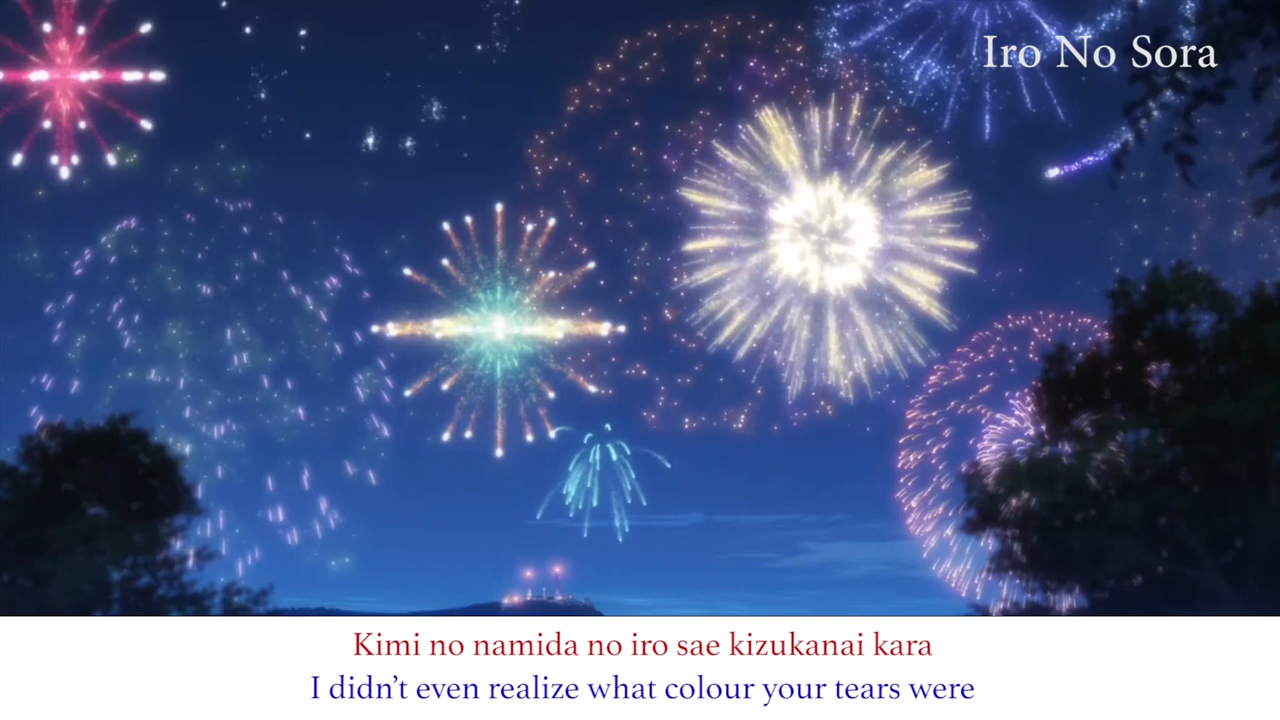 Iro No Sora
Kimi no namida no iro sae kizukanai kara
I didn’t even realize what colour your tears were